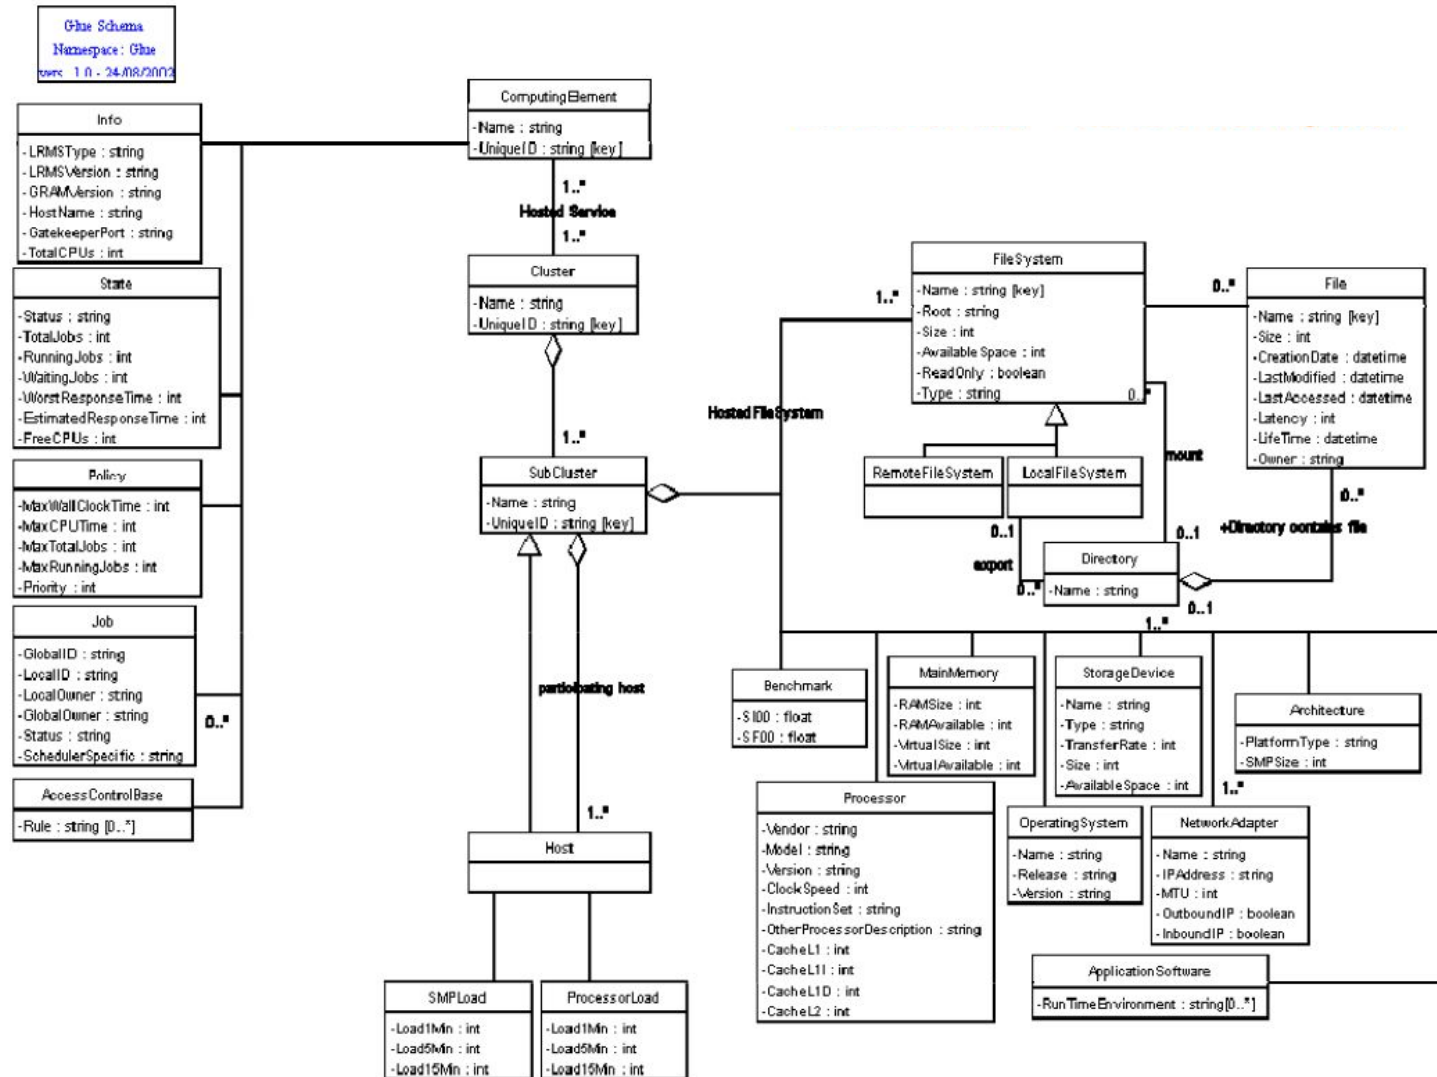 Glue Schema
Namespace : Glue
vers. 1.0 - 24/08/2002
Info
-LRMSType : string
-LRMSVersion : string
-GRAMVersion : string
-HostName : string
-GatekeeperPort : string
-TotalCPUs : int
State
-Status : string
-TotalJobs : int
-RunningJobs : int
-WaitingJobs : int
-WorstResponseTime : int
-EstimatedResponseTime : int
-FreeCPUs : int
Policy
-MaxWallClockTime : int
-MaxCPUTime : int
-MaxTotalJobs : int
-MaxRunningJobs : int
-Priority : int
Job
-GlobalID : string
-LocalID : string
-LocalOwner : string
-GlobalOwner : string
-Status : string
-SchedulerSpecific : string
0..*
AccessControlBase
-Rule : string [0..*]
ComputingElement
-Name : string
-UniqueID : string [key]
1..*
Hosted Service
1..*
Cluster
-Name : string
-UniqueID : string [key]
1..*
SubCluster
-Name : string
-UniqueID : string [key]
participating host
1..*
Host
SMPLoad
-Load1Min : int
-Load5Min : int
-Load15Min : int
ProcessorLoad
-Load1Min : int
-Load5Min : int
-Load15Min : int
FileSystem
-Name : string [key]
-Root : string
-Size : int
-AvailableSpace : int
-ReadOnly : boolean
-Type : string
1..*
0..*
0..*
Hosted FileSystem
File
-Name : string [key]
-Size : int
-CreationDate : datetime
-LastModified : datetime
-LastAccessed : datetime
-Latency : int
-LifeTime : datetime
-Owner : string
RemoteFileSystem
LocalFileSystem
mount
0..*
+Directory contains file
0..1
0..1
export
0..*
Directory
-Name : string
0..1
1..*
Benchmark
-SI00 : float
-SF00 : float
MainMemory
-RAMSize : int
-RAMAvailable : int
-VirtualSize : int
-VirtualAvailable : int
StorageDevice
-Name : string
-Type : string
-TransferRate : int
-Size : int
-AvailableSpace : int
Architecture
-PlatformType : string
-SMPSize : int
1..*
Processor
-Vendor : string
-Model : string
-Version : string
-ClockSpeed : int
-InstructionSet : string
-OtherProcessorDescription : string
-CacheL1 : int
-CacheL1I : int
-CacheL1D : int
-CacheL2 : int
OperatingSystem
-Name : string
-Release : string
-Version : string
NetworkAdapter
-Name : string
-IPAddress : string
-MTU : int
-OutboundIP : boolean
-InboundIP : boolean
ApplicationSoftware
-RunTimeEnvironment : string[0..*]